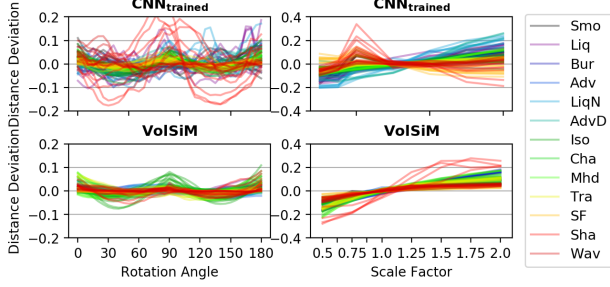 CNN_trained
CNN_trained
Distance Deviation
0.2
0.1
0.0
−0.1
−0.2
0.4
0.2
0.0
−0.2
−0.4
VolSiM
VolSiM
Distance Deviation
0.2
0.1
0.0
−0.1
−0.2
0 30 60 90 120 150 180
Rotation Angle
0.4
0.2
0.0
−0.2
−0.4
0.5 0.75 1.0 1.25 1.5 1.75 2.0
Scale Factor
Smo
Liq
Bur
Adv
LiqN
AdvD
Iso
Cha
Mhd
Tra
SF
Sha
Wav